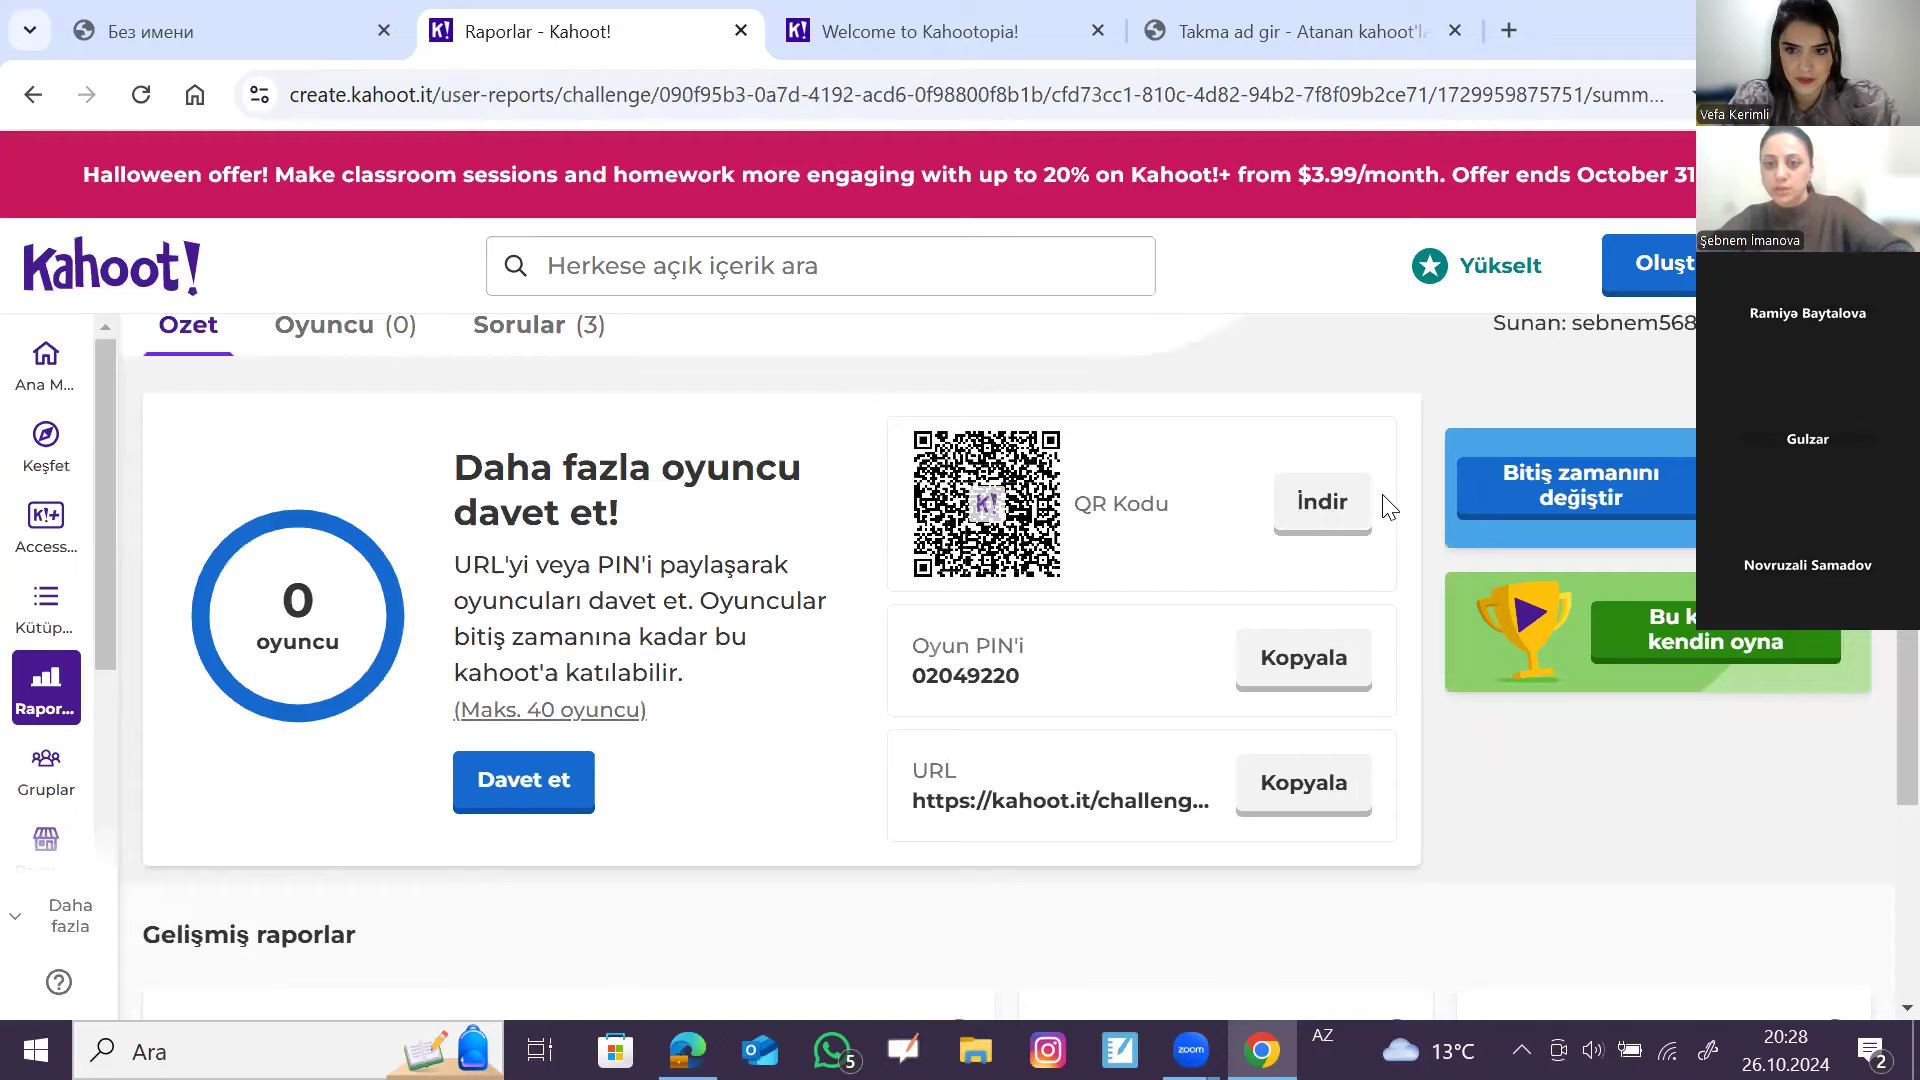 Без имени
Raporlar - Kahoot!
Welcome to Kahootopia!
Takma ad gir - Atanan kahoot'la
create.kahoot.it/user-reports/challenge/090f95b3-0a7d-4192-acd6-0f98800f8b1b/cfd73cc1-810c-4d82-94b2-7f8f09b2ce71/1729959875751/summ...
Halloween offer! Make classroom sessions and homework more engaging with up to 20% on Kahoot!+ from $3.99/month. Offer ends October 31
Kahoot!
Herkese açık içerik ara
Yükselt
Oluşt
Vefa Kerimli
Şebnem İmanova
Ramiyə Baytalova
Gulzar
Novruzali Samadov
Özet
Oyuncu (0)
Sorular (3)
Sunan: sebnem568
Ana M...
Keşfet
K!+
Access...
Kütüp...
Rapor...
Gruplar
Daha
fazla
0
oyuncu
Daha fazla oyuncu
davet et!
URL'yi veya PIN'i paylaşarak
oyuncuları davet et. Oyuncular
bitiş zamanına kadar bu
kahoot'a katılabilir.
(Maks. 40 oyuncu)
Davet et
K!
QR Kodu
İndir
Oyun PIN'i
02049220
Kopyala
URL
https://kahoot.it/challeng...
Kopyala
Bitiş zamanını
değiştir
Bu k
kendin oyna
Gelişmiş raporlar
Ara
5
zoom
AZ
13°C
20:28
26.10.2024
2